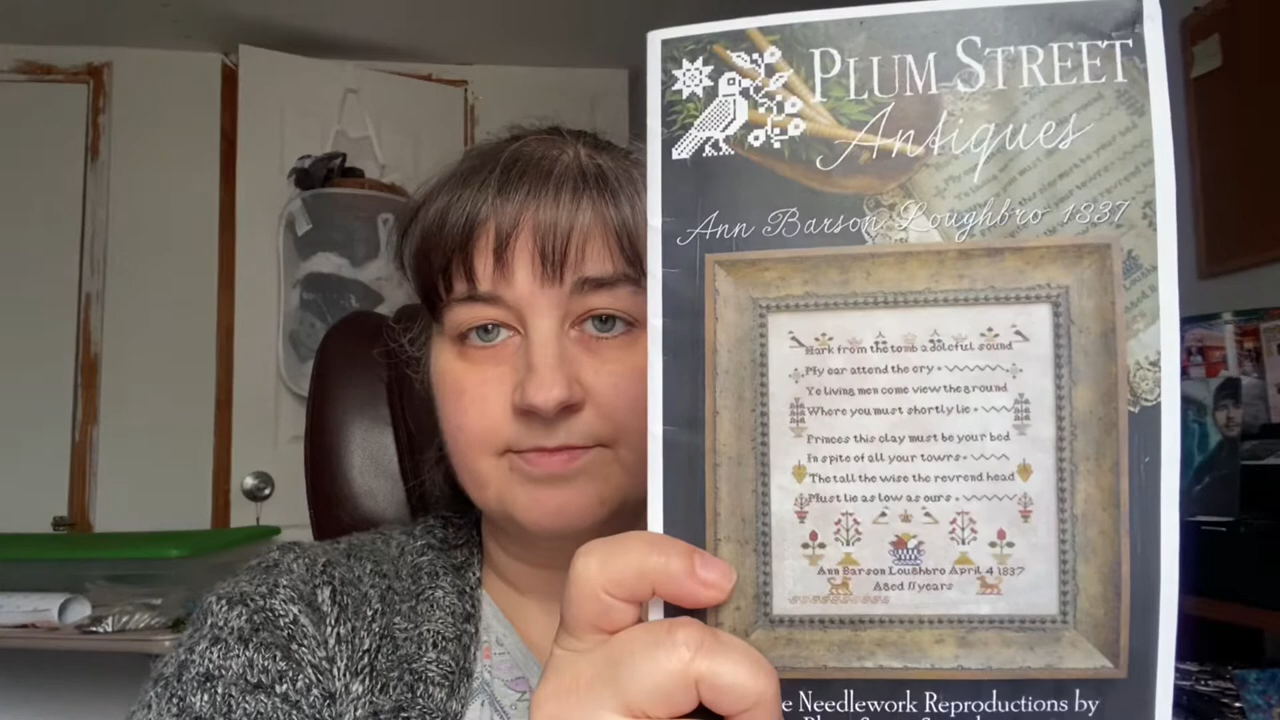 PLUM STREET
Antiques
Ann Barson Loughbro 1837
Hark from the tomb a doleful sound
My ear attend the cry
Ye living men come view the ground
Where you must shortly lie
Princes this clay must be your bed
In spite of all your towrs
The tall the wise the revrend head
Must lie as low as ours
Ann Barson Loughbro April 4 1837
Aged 11 years
Needlework Reproductions by